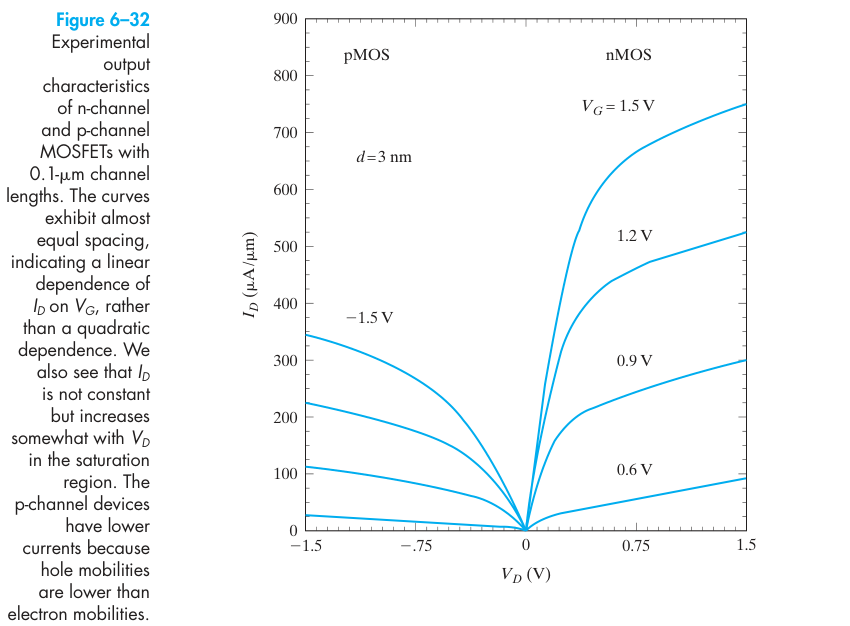 Figure 6–32
Experimental
output
characteristics
of n-channel
and p-channel
MOSFETs with
0.1-μm channel
lengths. The curves
exhibit almost
equal spacing,
indicating a linear
dependence of
I_D on V_G, rather
than a quadratic
dependence. We
also see that I_D
is not constant
but increases
somewhat with V_D
in the saturation
region. The
p-channel devices
have lower
currents because
hole mobilities
are lower than
electron mobilities.
900
800
700
600
500
400
300
200
100
0
I_D (μA/μm)
pMOS
nMOS
V_G = 1.5 V
d=3 nm
1.2 V
−1.5 V
0.9 V
0.6 V
−1.5
−.75
0
0.75
1.5
V_D (V)